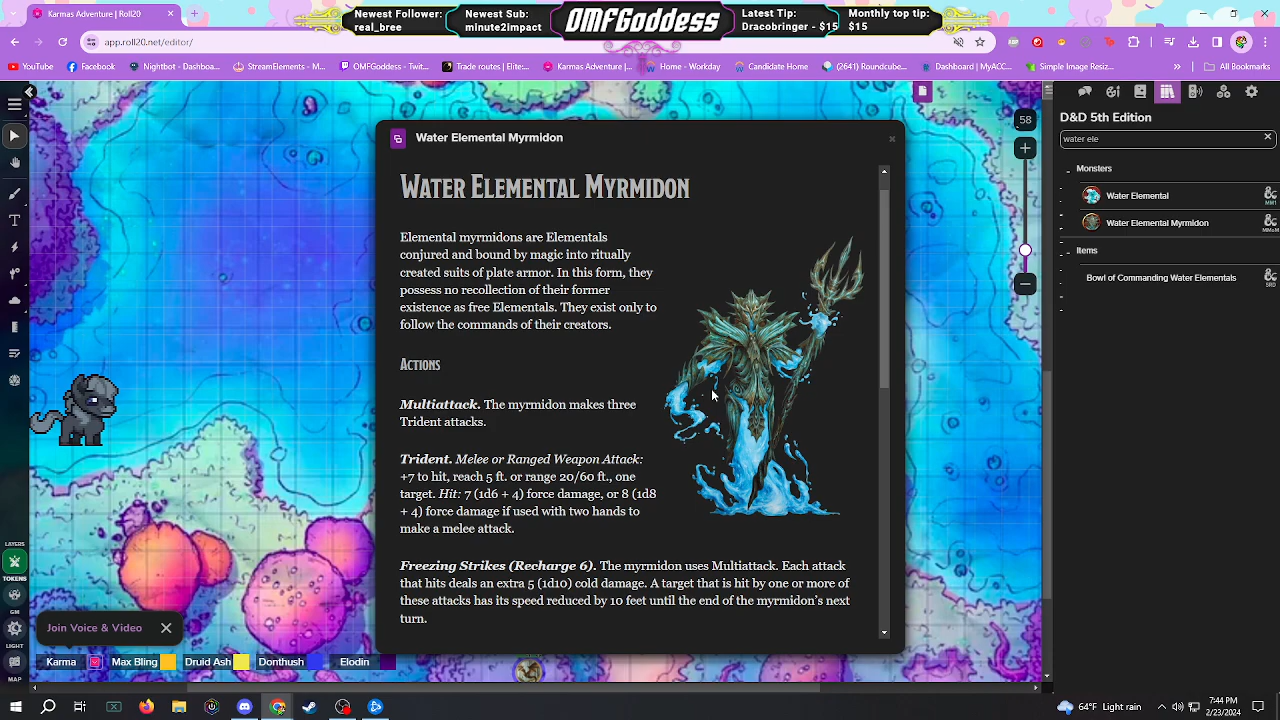 Karmas Adventure | Roll20
Newest Follower:
real_bree
Newest Sub:
minute2impact
OMFGoddess
Latest Tip:
Dracobringer - $15
Monthly top tip:
$15
app.roll20.net/editor/
YouTube
Facebook
Nightbot - Dashboa...
StreamElements - M...
OMFGoddess - Twit...
Trade routes | Elite:...
Karmas Adventure |...
Home - Workday
Candidate Home
(2641) Roundcube...
Dashboard | MyACC...
Simple Image Resiz...
All Bookmarks
58
D&D 5th Edition
water ele
Monsters
Water Elemental
MM1
Water Elemental Myrmidon
MMoM
Items
Bowl of Commanding Water Elementals
Water Elemental Myrmidon
Water Elemental Myrmidon
Elemental myrmidons are Elementals
conjured and bound by magic into ritually
created suits of plate armor. In this form, they
possess no recollection of their former
existence as free Elementals. They exist only to
follow the commands of their creators.
Actions
Multiattack. The myrmidon makes three
Trident attacks.
Trident. Melee or Ranged Weapon Attack:
+7 to hit, reach 5 ft. or range 20/60 ft., one
target. Hit: 7 (1d6 + 4) force damage, or 8 (1d8
+ 4) force damage if used with two hands to
make a melee attack.
Freezing Strikes (Recharge 6). The myrmidon uses Multiattack. Each attack
that hits deals an extra 5 (1d10) cold damage. A target that is hit by one or more of
these attacks has its speed reduced by 10 feet until the end of the myrmidon's next
turn.
LAYERS
LIGHT
MAP
Join Voice & Video
Karma
Max Bling
Druid Ash
Donthush
Elodin
64°F Light rain
7:44 PM
2/23/2024